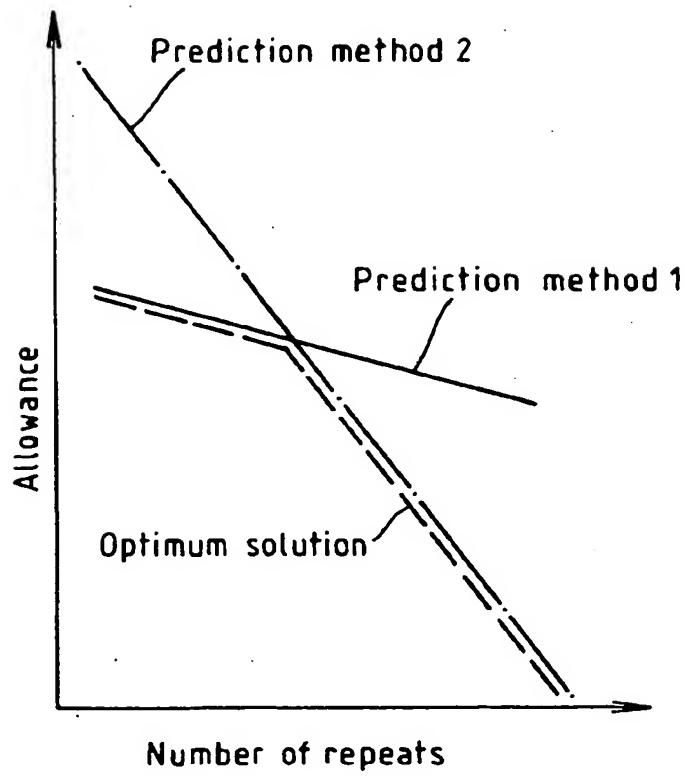 Prediction method 2
Prediction method 1
Allowance
Optimum solution
Number of repeats